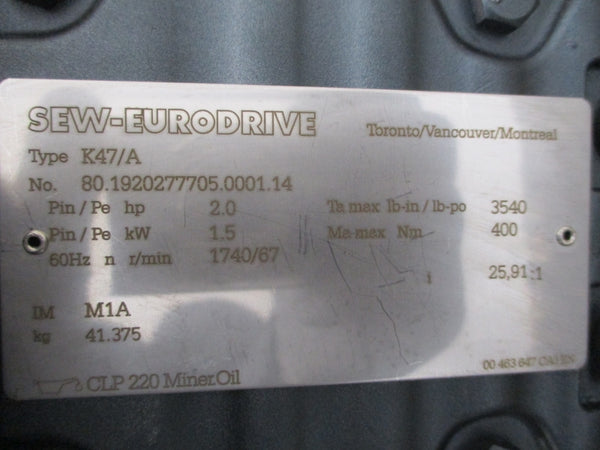 SEW-EURODRIVE Toronto/Vancouver/Montreal
Type K47/A
No. 80.1920277705.0001.14
Pin / Pe hp 2.0 Ta max lb-in / lb-po 3540
Pin / Pe kW 1.5 Ma max Nm 400
60Hz n r/min 1740/67
i 25,91 :1
IM M1A
kg 41.375
CLP 220 Miner.Oil
00 463 647 CA0 EN